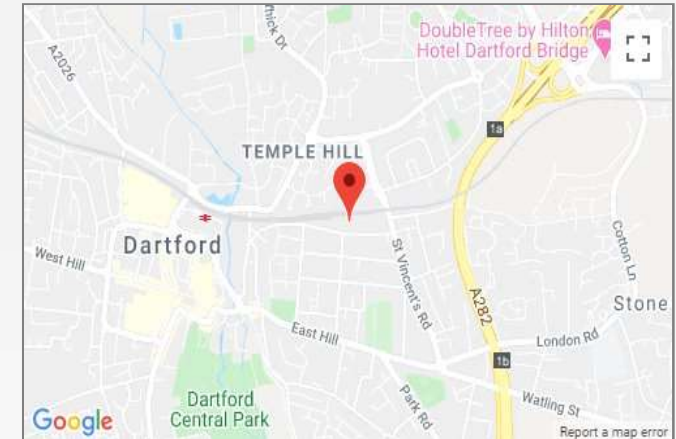 DoubleTree by Hilton
Hotel Dartford Bridge
A2026
1a
TEMPLE HILL
Dartford
West Hill
St Vincent's Rd
Cotton Ln
A282
Stone
East Hill
London Rd
1b
Watling St
Park Rd
Dartford
Central Park
Google
Report a map error